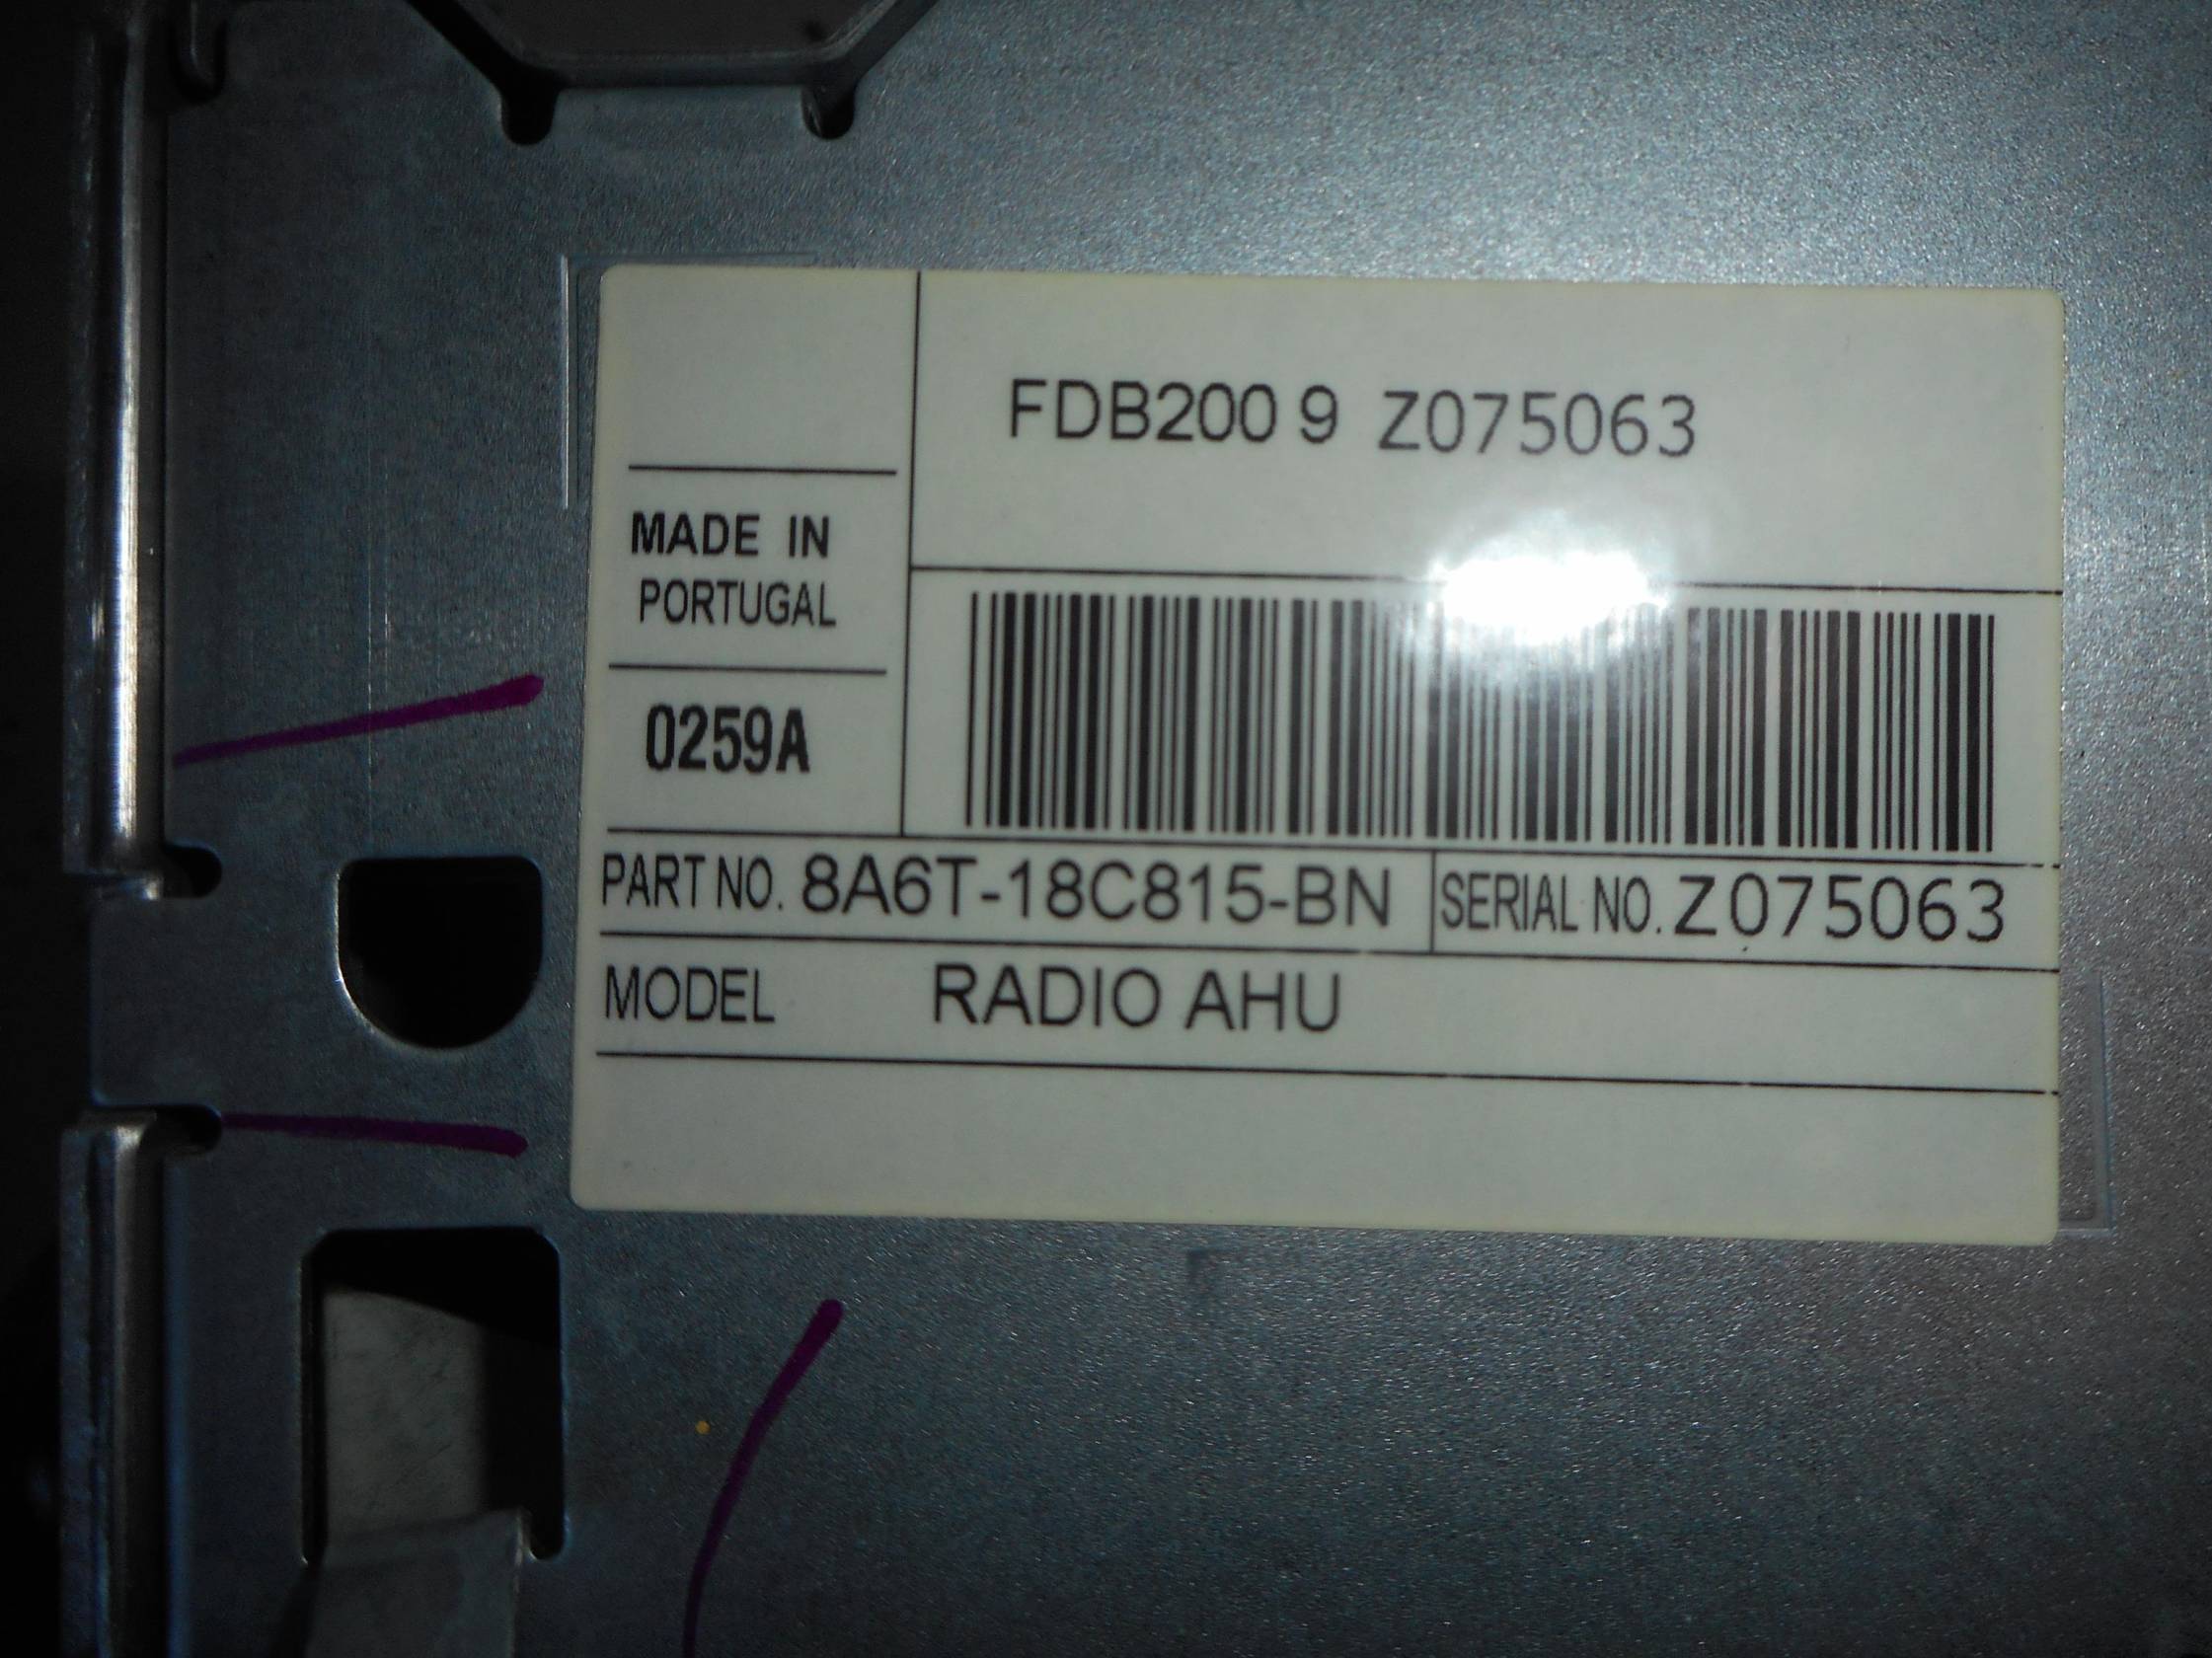 FDB200 9 Z075063
MADE IN
PORTUGAL
0259A
PART NO. 8A6T-18C815-BN SERIAL NO. Z075063
MODEL RADIO AHU